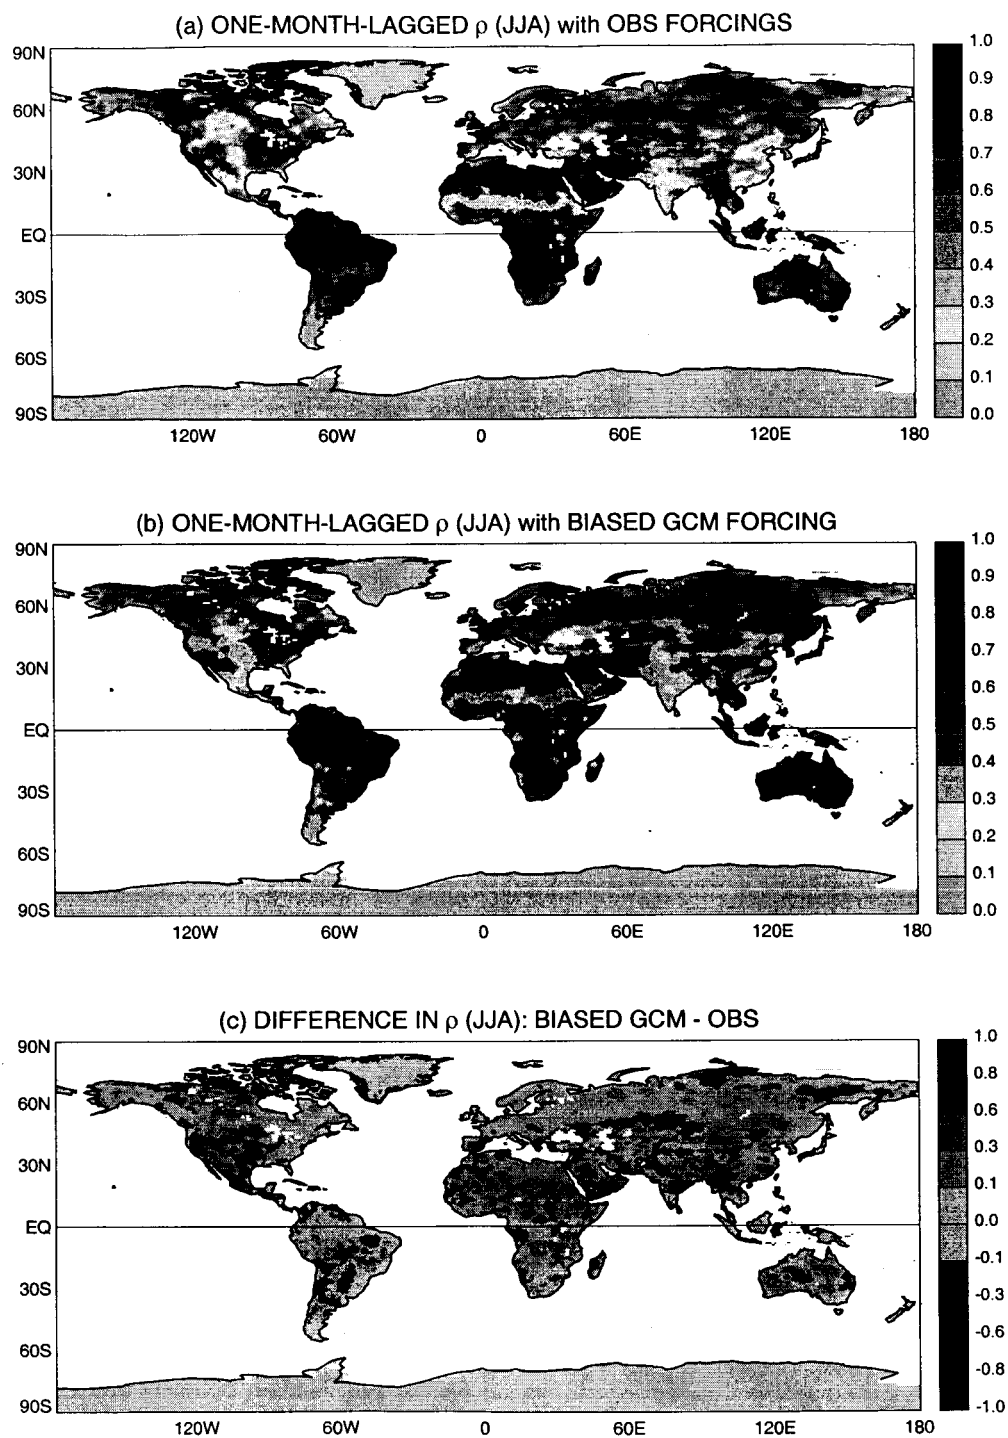 (a) ONE-MONTH-LAGGED ρ (JJA) with OBS FORCINGS
90N
60N
30N
EQ
30S
60S
90S
120W 60W 0 60E 120E 180
1.0
0.9
0.8
0.7
0.6
0.5
0.4
0.3
0.2
0.1
0.0
(b) ONE-MONTH-LAGGED ρ (JJA) with BIASED GCM FORCING
90N
60N
30N
EQ
30S
60S
90S
120W 60W 0 60E 120E 180
1.0
0.9
0.8
0.7
0.6
0.5
0.4
0.3
0.2
0.1
0.0
(c) DIFFERENCE IN ρ (JJA): BIASED GCM - OBS
90N
60N
30N
EQ
30S
60S
90S
120W 60W 0 60E 120E 180
1.0
0.8
0.6
0.3
0.1
0.0
-0.1
-0.3
-0.6
-0.8
-1.0